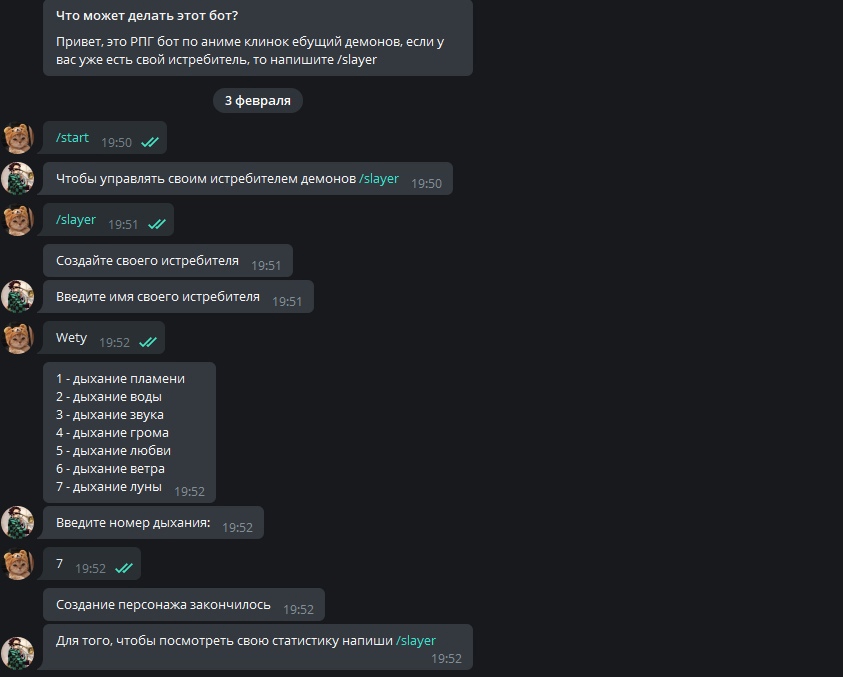 Что может делать этот бот?
Привет, это РПГ бот по аниме клинок ебущий демонов, если у
вас уже есть свой истребитель, то напишите /slayer
3 февраля
/start 19:50
Чтобы управлять своим истребителем демонов /slayer 19:50
/slayer 19:51
Создайте своего истребителя 19:51
Введите имя своего истребителя 19:51
Wety 19:52
1 - дыхание пламени
2 - дыхание воды
3 - дыхание звука
4 - дыхание грома
5 - дыхание любви
6 - дыхание ветра
7 - дыхание луны 19:52
Введите номер дыхания: 19:52
7 19:52
Создание персонажа закончилось 19:52
Для того, чтобы посмотреть свою статистику напиши /slayer
19:52